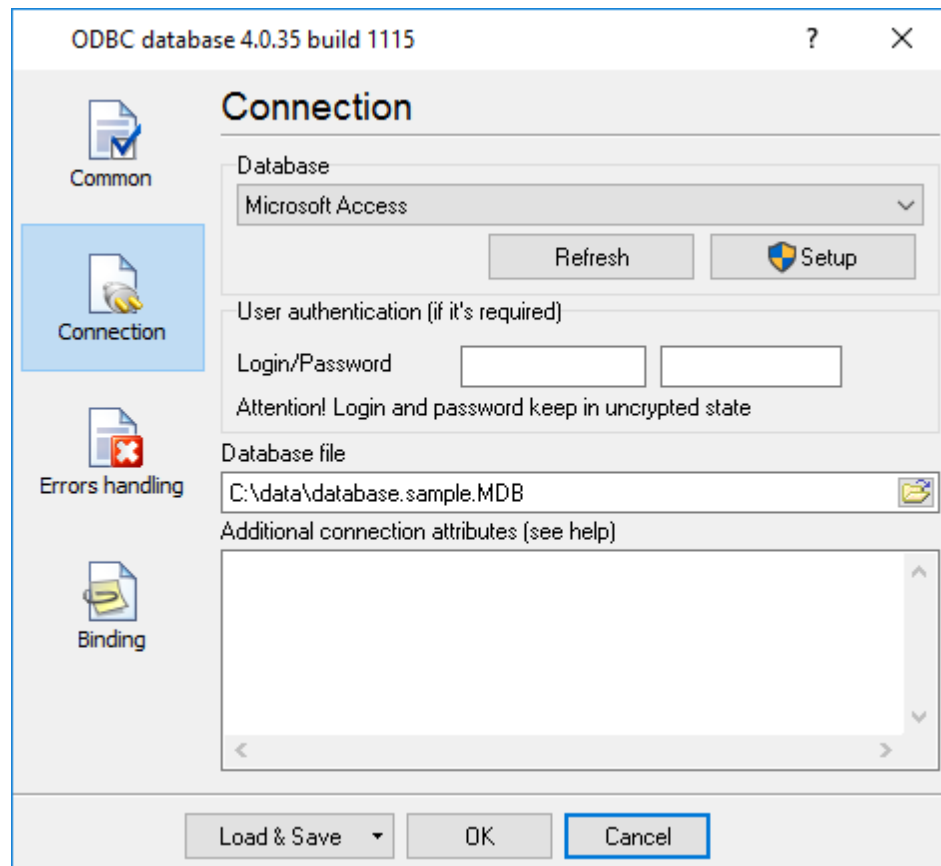 ODBC database 4.0.35 build 1115
?
Common
Connection
Errors handling
Binding
Connection
Database
Microsoft Access
Refresh
Setup
User authentication (if it's required)
Login/Password
Attention! Login and password keep in uncrypted state
Database file
C:\data\database.sample.MDB
Additional connection attributes (see help)
Load & Save
OK
Cancel